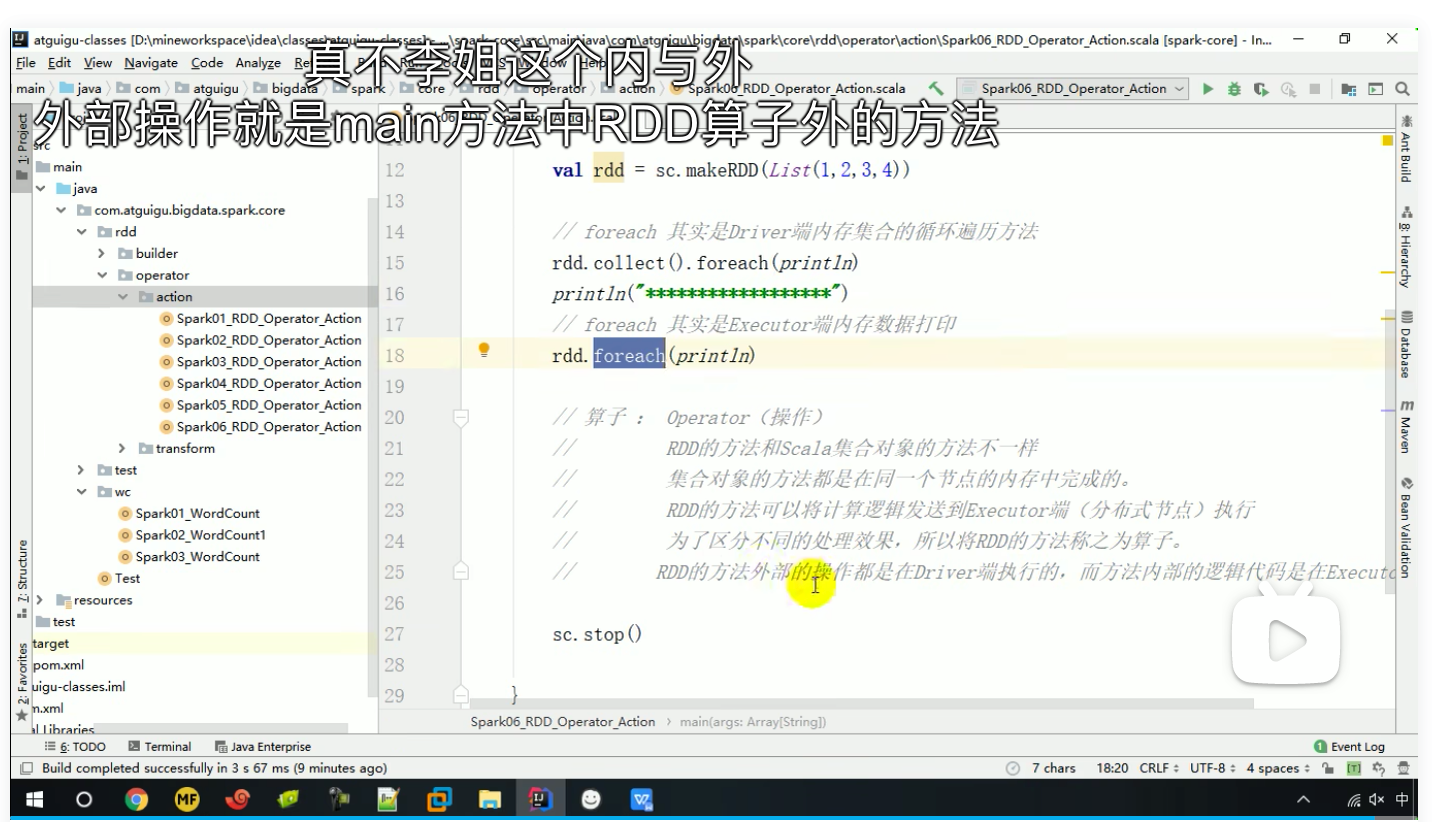 atguigu-classes [D:\mineworkspace\idea\classes\atguigu-classes] - ...\spark-core\src\main\java\com\atguigu\bigdata\spark\core\rdd\operator\action\Spark06_RDD_Operator_Action.scala [spark-core] - In...
真不李姐这个内与外
File Edit View Navigate Code Analyze
main java com atguigu bigdata spark core rdd operator action Spark06_RDD_Operator_Action.scala
Spark06_RDD_Operator_Action
外部操作就是main方法中RDD算子外的方法
1: Project
src
main
java
com.atguigu.bigdata.spark.core
rdd
builder
operator
action
Spark01_RDD_Operator_Action
Spark02_RDD_Operator_Action
Spark03_RDD_Operator_Action
Spark04_RDD_Operator_Action
Spark05_RDD_Operator_Action
Spark06_RDD_Operator_Action
transform
test
wc
Spark01_WordCount
Spark02_WordCount1
Spark03_WordCount
Test
resources
test
target
pom.xml
uigu-classes.iml
m.xml
al Libraries
7: Structure
2: Favorites
12 val rdd = sc.makeRDD(List(1,2,3,4))
13
14 // foreach 其实是Driver端内存集合的循环遍历方法
15 rdd.collect().foreach(println)
16 println("******************")
17 // foreach 其实是Executor端内存数据打印
18 rdd.foreach(println)
19
20 // 算子 ： Operator（操作）
21 // RDD的方法和Scala集合对象的方法不一样
22 // 集合对象的方法都是在同一个节点的内存中完成的。
23 // RDD的方法可以将计算逻辑发送到Executor端（分布式节点）执行
24 // 为了区分不同的处理效果，所以将RDD的方法称之为算子。
25 // RDD的方法外部的操作都是在Driver端执行的，而方法内部的逻辑代码是在Executo
26
27 sc.stop()
28
29 }
Ant Build
8: Hierarchy
Database
m Maven
Bean Validation
Spark06_RDD_Operator_Action › main(args: Array[String])
6: TODO Terminal Java Enterprise
1 Event Log
Build completed successfully in 3 s 67 ms (9 minutes ago)
7 chars 18:20 CRLF UTF-8 4 spaces
中